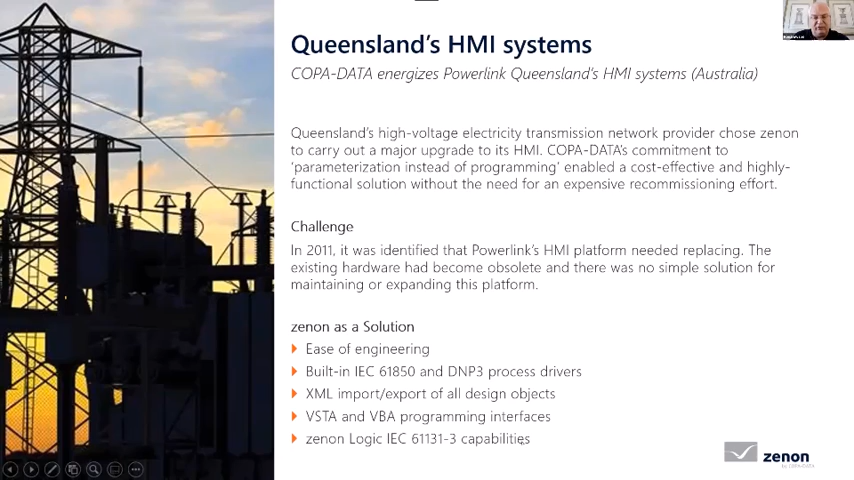 Queensland's HMI systems
COPA-DATA energizes Powerlink Queensland's HMI systems (Australia)
Queensland's high-voltage electricity transmission network provider chose zenon
to carry out a major upgrade to its HMI. COPA-DATA's commitment to
'parameterization instead of programming' enabled a cost-effective and highly-
functional solution without the need for an expensive recommissioning effort.
Challenge
In 2011, it was identified that Powerlink's HMI platform needed replacing. The
existing hardware had become obsolete and there was no simple solution for
maintaining or expanding this platform.
zenon as a Solution
Ease of engineering
Built-in IEC 61850 and DNP3 process drivers
XML import/export of all design objects
VSTA and VBA programming interfaces
zenon Logic IEC 61131-3 capabilities
zenon
by COPA-DATA